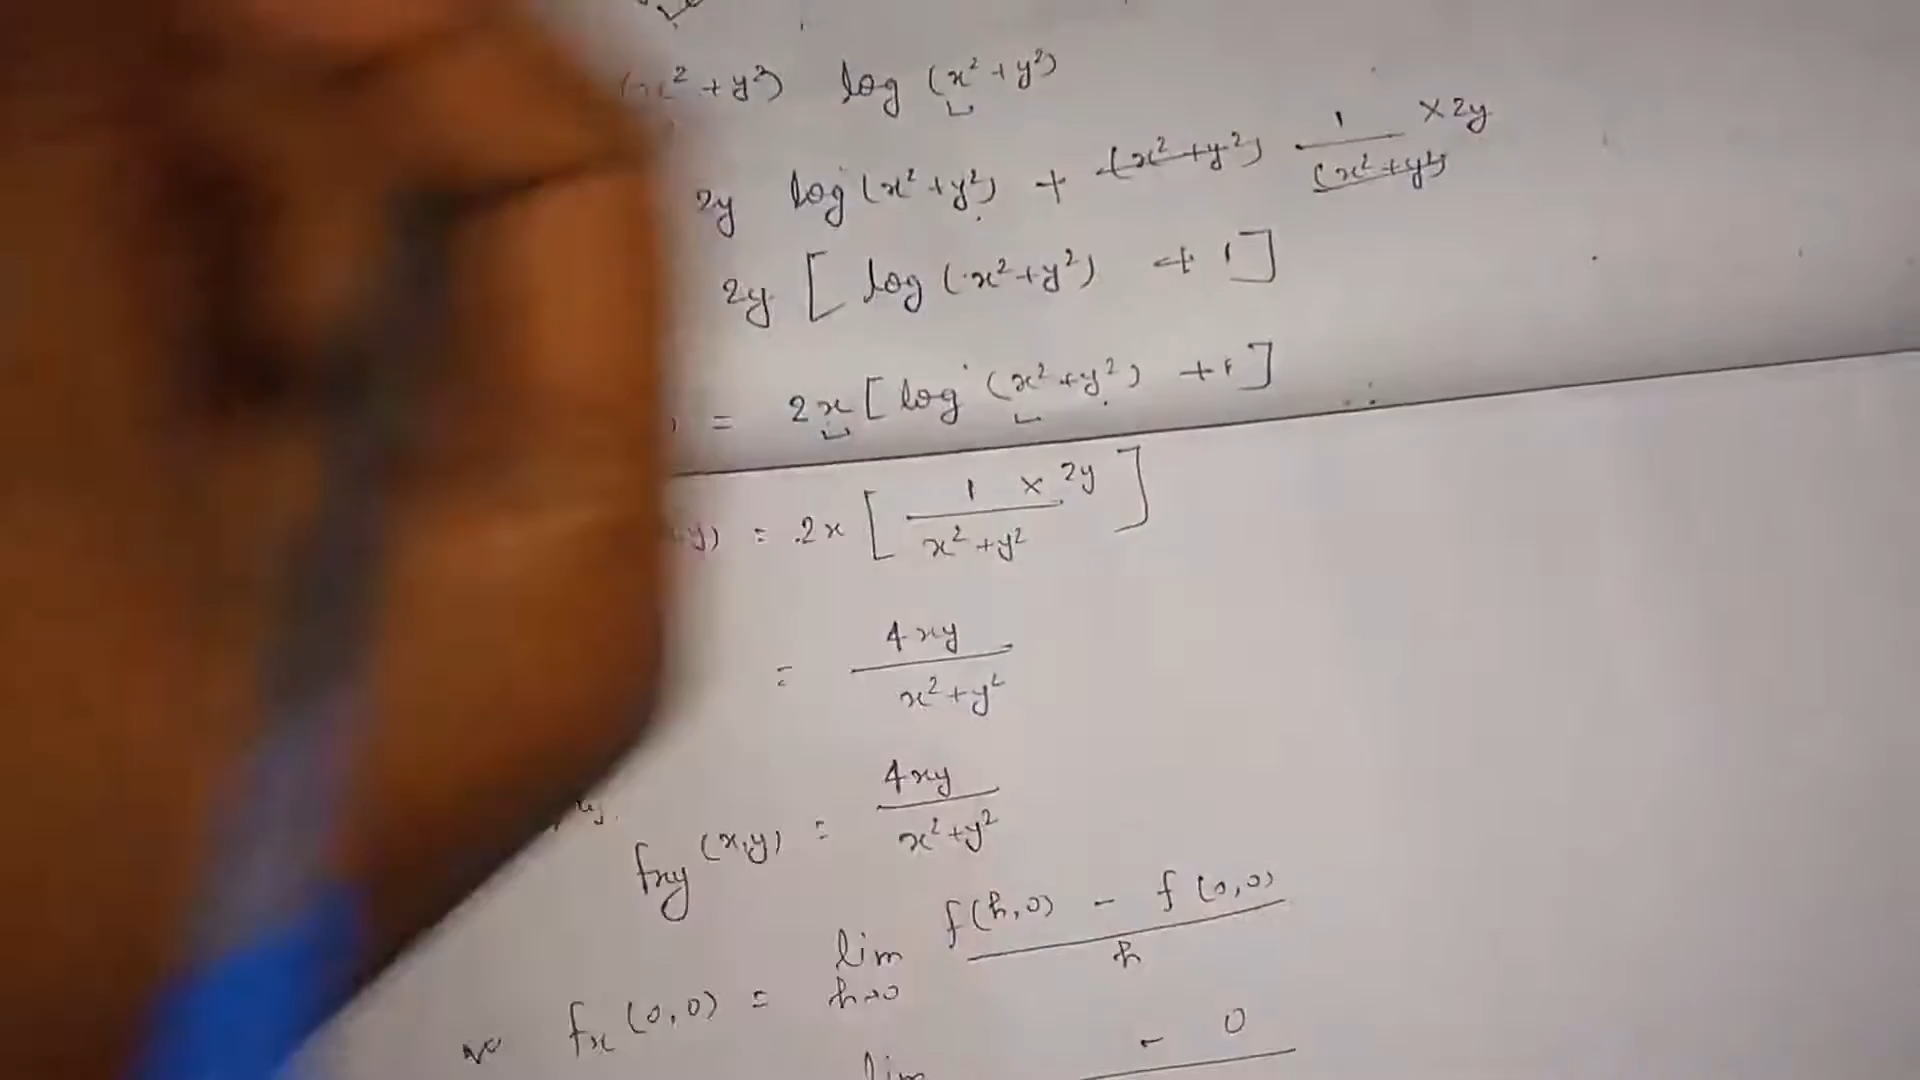 (x² + y²) log (x² + y²)
2y log (x² + y²) + (x² + y²) 1/(x² + y²) × 2y
2y [ log (x² + y²) + 1 ]
) = 2x [ log (x² + y²) + 1 ]
y) = 2x [ 1/(x² + y²) × 2y ]
= 4xy/(x² + y²)
fxy (x,y) = 4xy/(x² + y²)
fx (0,0) = lim h→0 (f(h,0) - f(0,0))/h
lim - 0